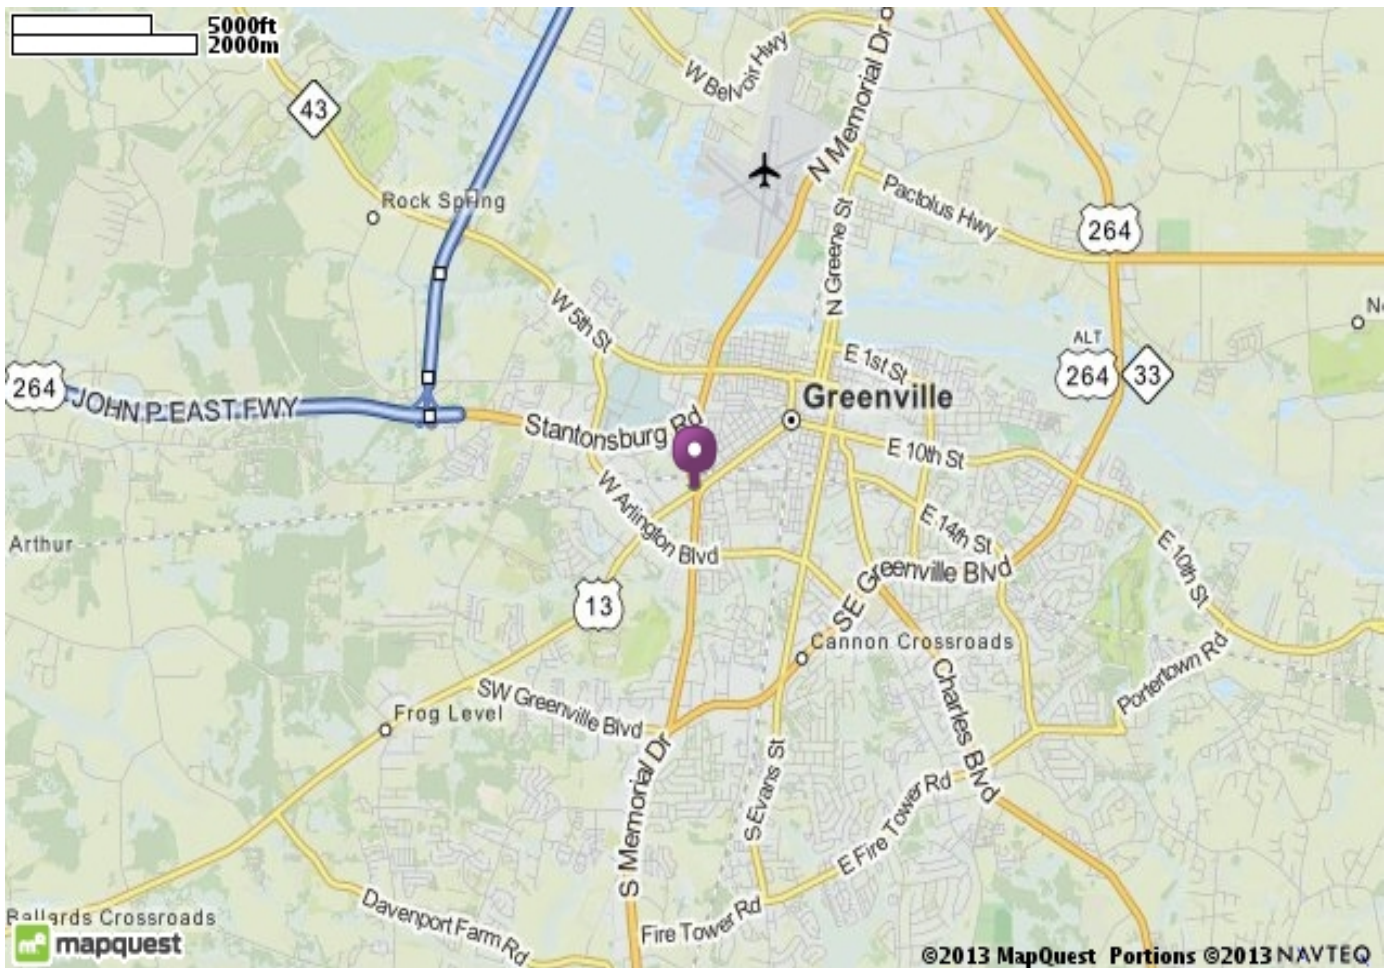 5000ft
2000m
W Belvoir Hwy
N Memorial Dr
43
Rock Spring
Pactolus Hwy
264
N Greene St
W 5th St
ALT
264
33
E 1st St
264
JOHN P EAST FWY
Greenville
Stantonsburg Rd
E 10th St
W Arlington Blvd
E 14th St
Arthur
E 10th St
SE Greenville Blvd
13
Cannon Crossroads
Portertown Rd
SW Greenville Blvd
Frog Level
Charles Blvd
S Memorial Dr
S Evans St
E Fire Tower Rd
Ballards Crossroads
Davenport Farm Rd
Fire Tower Rd
m mapquest
©2013 MapQuest Portions ©2013 NAVTEQ